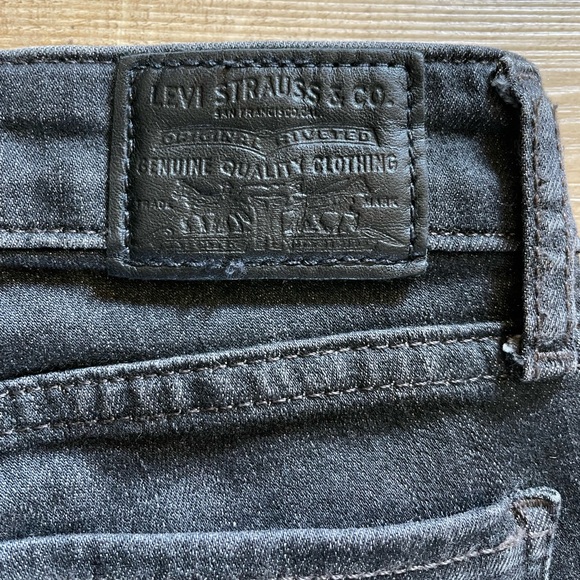 LEVI STRAUSS & CO.
SAN FRANCISCO, CAL.
ORIGINAL RIVETED
GENUINE QUALITY CLOTHING
TRADE MARK